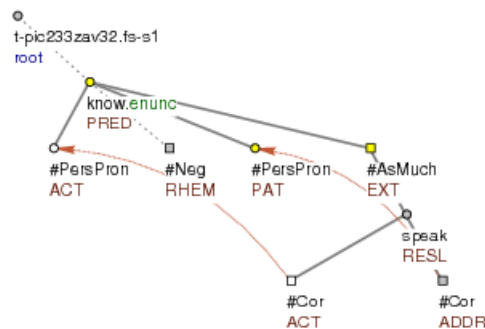 t-pic233zav32.fs-s1
root
know.enunc
PRED
#PersPron #Neg #PersPron #AsMuch
ACT RHEM PAT EXT
speak
RESL
#Cor #Cor
ACT ADDR